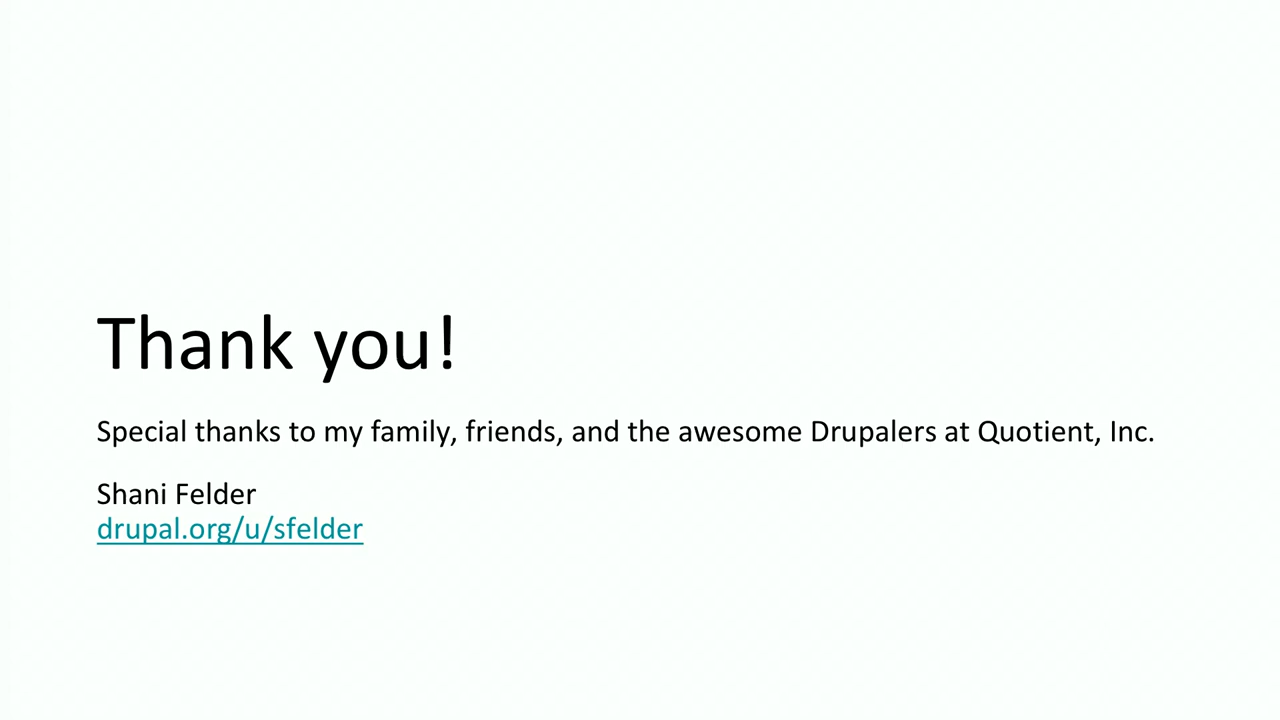 Thank you!
Special thanks to my family, friends, and the awesome Drupalers at Quotient, Inc.
Shani Felder
drupal.org/u/sfelder